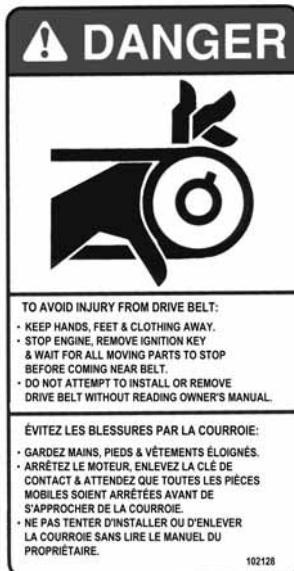 DANGER
TO AVOID INJURY FROM DRIVE BELT:
· KEEP HANDS, FEET & CLOTHING AWAY.
· STOP ENGINE, REMOVE IGNITION KEY
& WAIT FOR ALL MOVING PARTS TO STOP
BEFORE COMING NEAR BELT.
· DO NOT ATTEMPT TO INSTALL OR REMOVE
DRIVE BELT WITHOUT READING OWNER'S MANUAL.
ÉVITEZ LES BLESSURES PAR LA COURROIE:
· GARDEZ MAINS, PIEDS & VÊTEMENTS ÉLOIGNÉS.
· ARRÊTEZ LE MOTEUR, ENLEVEZ LA CLÉ DE
CONTACT & ATTENDEZ QUE TOUTES LES PIÈCES
MOBILES SOIENT ARRÊTÉES AVANT DE
S'APPROCHER DE LA COURROIE.
· NE PAS TENTER D'INSTALLER OU D'ENLEVER
LA COURROIE SANS LIRE LE MANUEL DU
PROPRIÉTAIRE.
102128